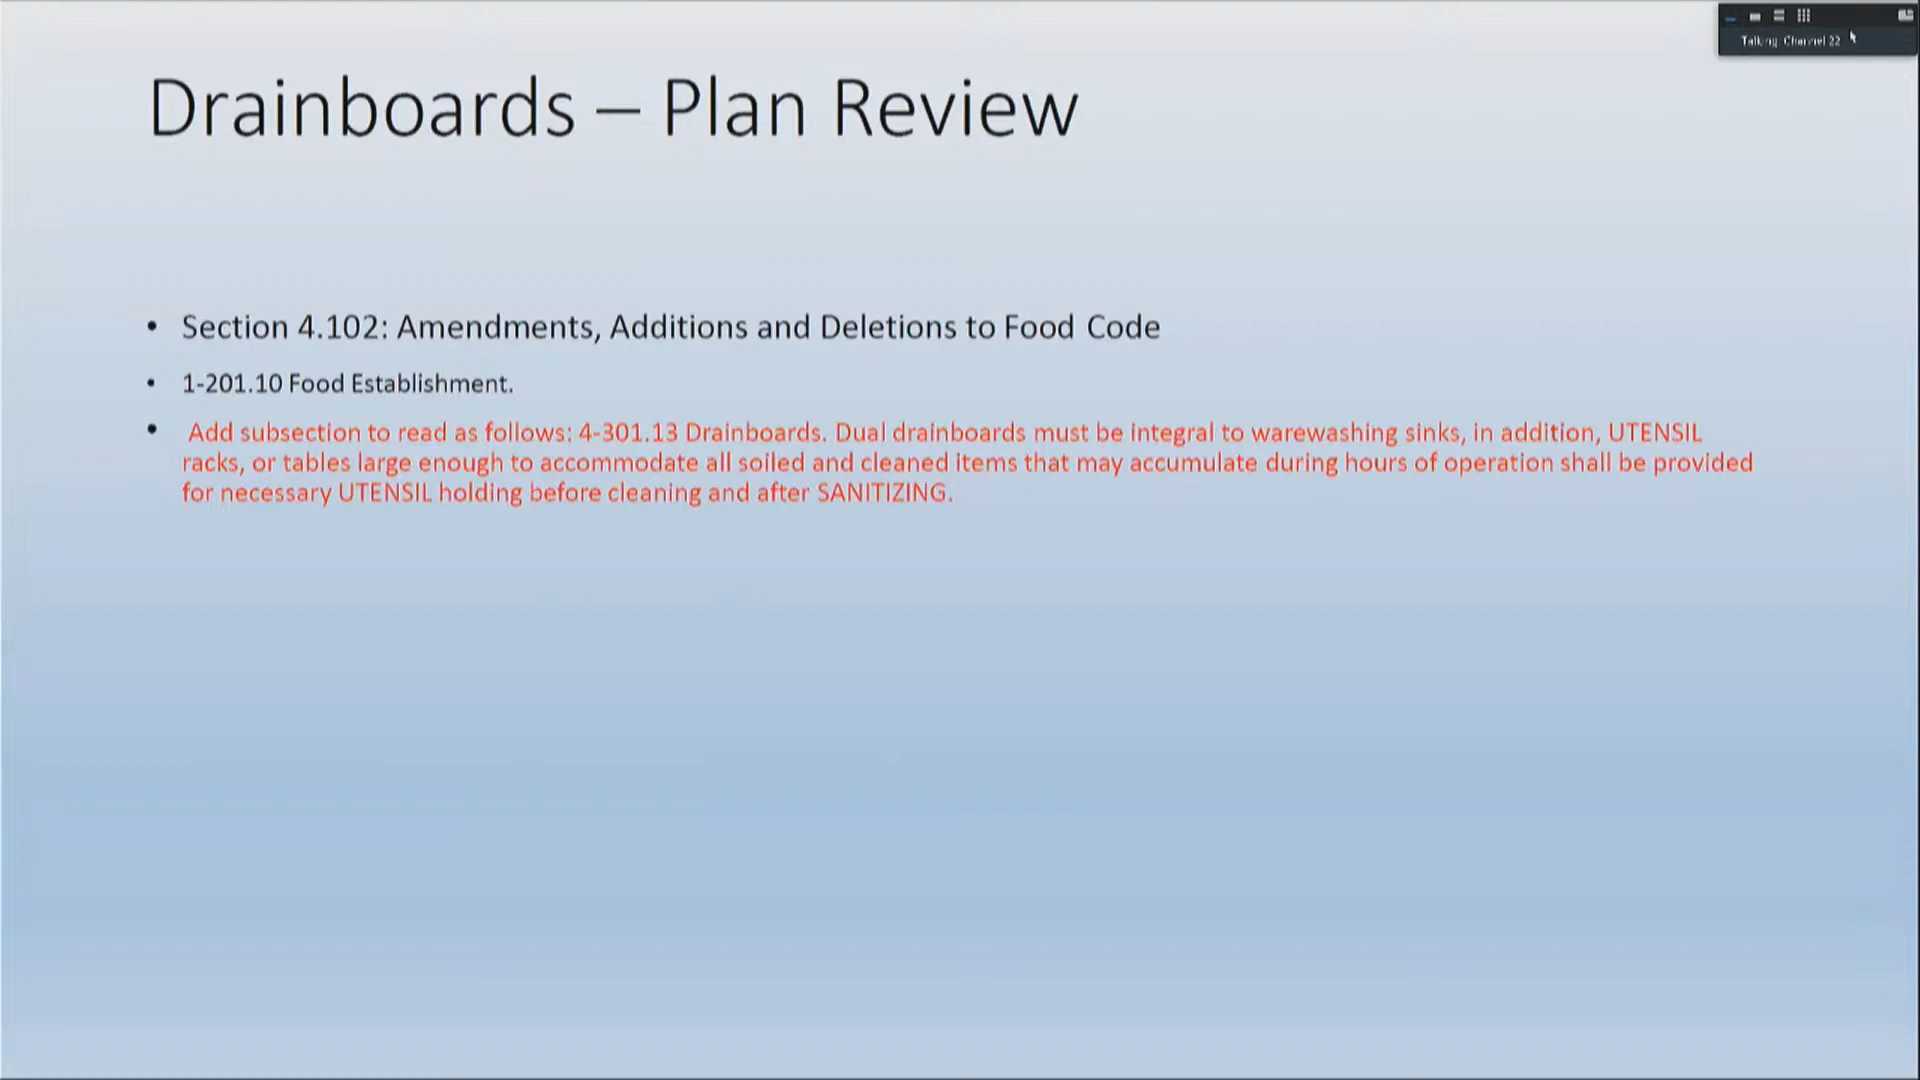 Talking: Channel 22
Drainboards – Plan Review
• Section 4.102: Amendments, Additions and Deletions to Food Code
• 1-201.10 Food Establishment.
• Add subsection to read as follows: 4-301.13 Drainboards. Dual drainboards must be integral to warewashing sinks, in addition, UTENSIL
racks, or tables large enough to accommodate all soiled and cleaned items that may accumulate during hours of operation shall be provided
for necessary UTENSIL holding before cleaning and after SANITIZING.